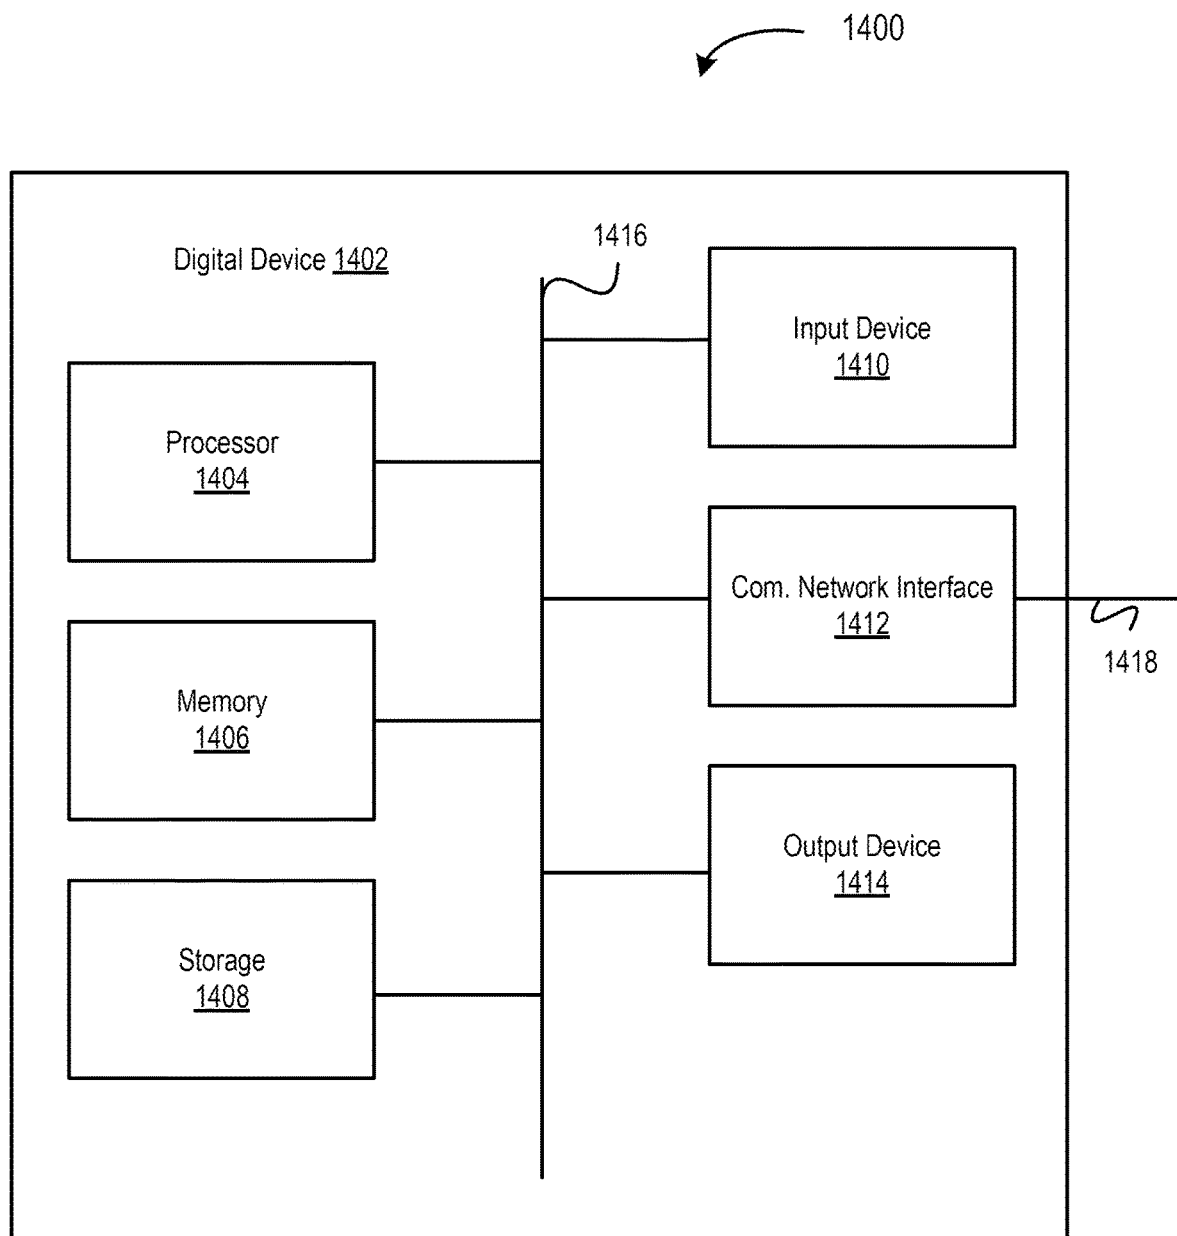 1400
Digital Device 1402
1416
Input Device
1410
Processor
1404
Com. Network Interface
1412
1418
Memory
1406
Output Device
1414
Storage
1408